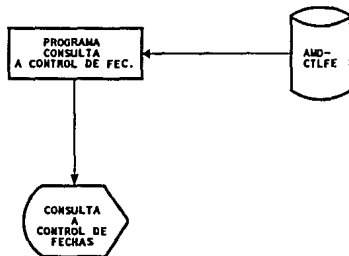 PROGRAMA
CONSULTA
A CONTROL DE FEC.
AMD-
CTLFE
CONSULTA
A
CONTROL DE
FECHAS